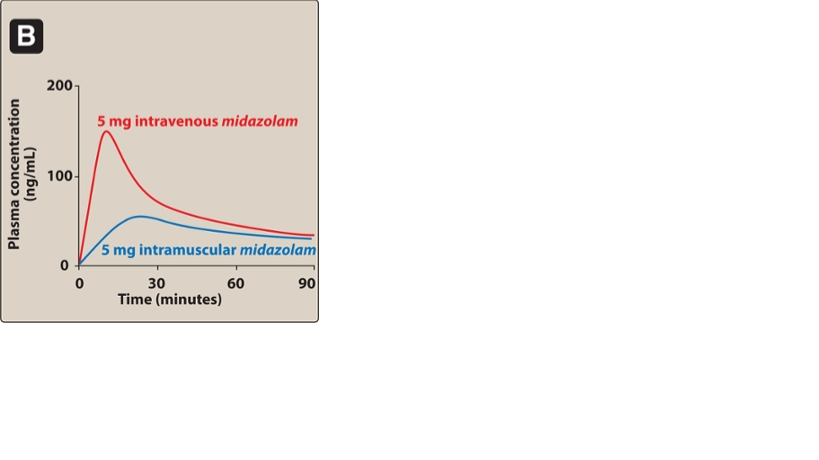 B
200
5 mg intravenous midazolam
100
5 mg intramuscular midazolam
0
0 30 60 90
Time (minutes)
Plasma concentration
(ng/mL)